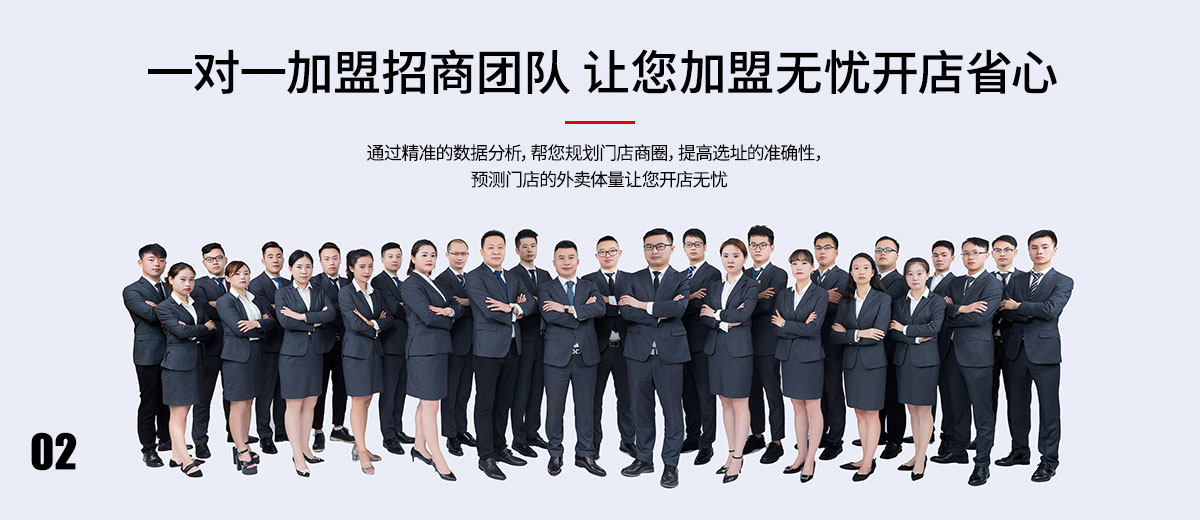 一对一加盟招商团队 让您加盟无忧开店省心
通过精准的数据分析, 帮您规划门店商圈, 提高选址的准确性,
预测门店的外卖体量让您开店无忧
02